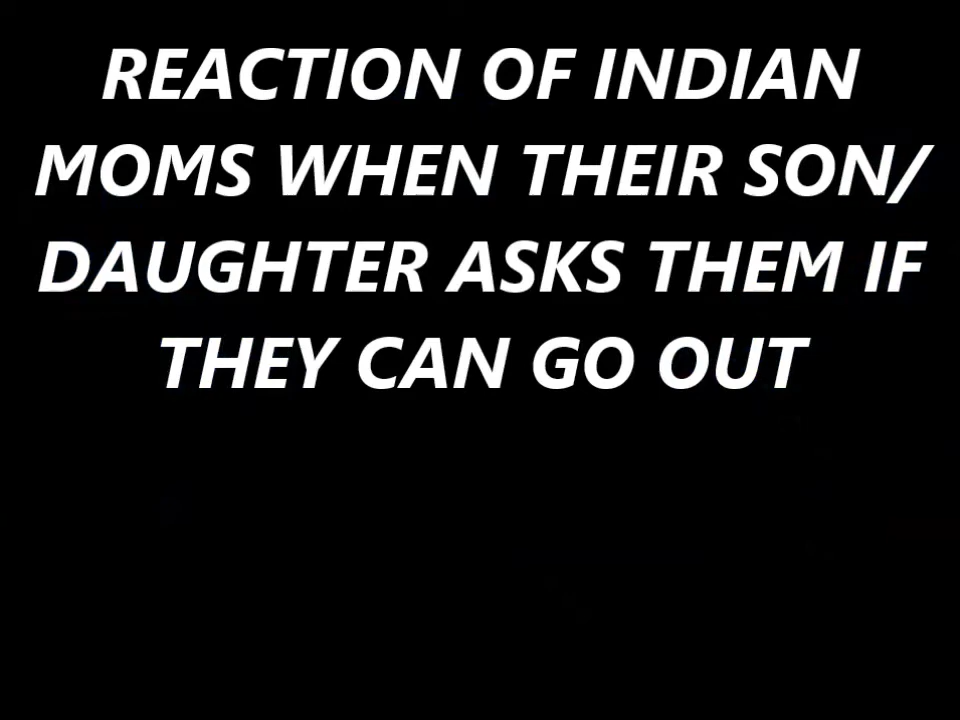 REACTION OF INDIAN
MOMS WHEN THEIR SON/
DAUGHTER ASKS THEM IF
THEY CAN GO OUT